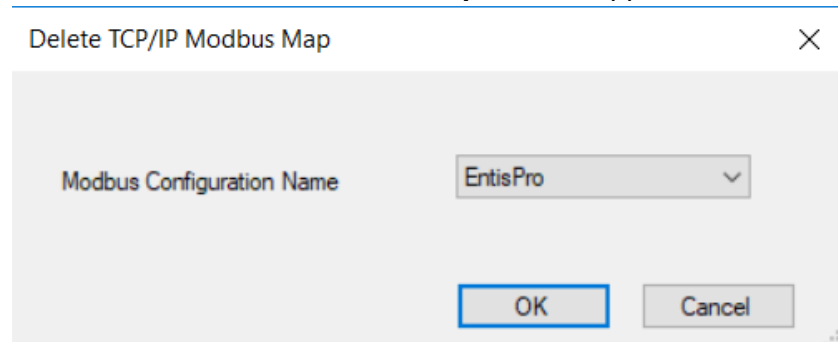 Delete TCP/IP Modbus Map
Modbus Configuration Name EntisPro
OK Cancel